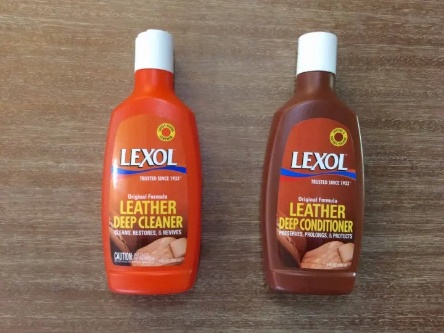 LEXOL
TRUSTED SINCE 1933
Original Formula
LEATHER
DEEP CLEANER
CLEANS, RESTORES, & REVIVES
CAUTION:
LEXOL
TRUSTED SINCE 1933
Original Formula
LEATHER
DEEP CONDITIONER
PRESERVES, PROLONGS, & PROTECTS